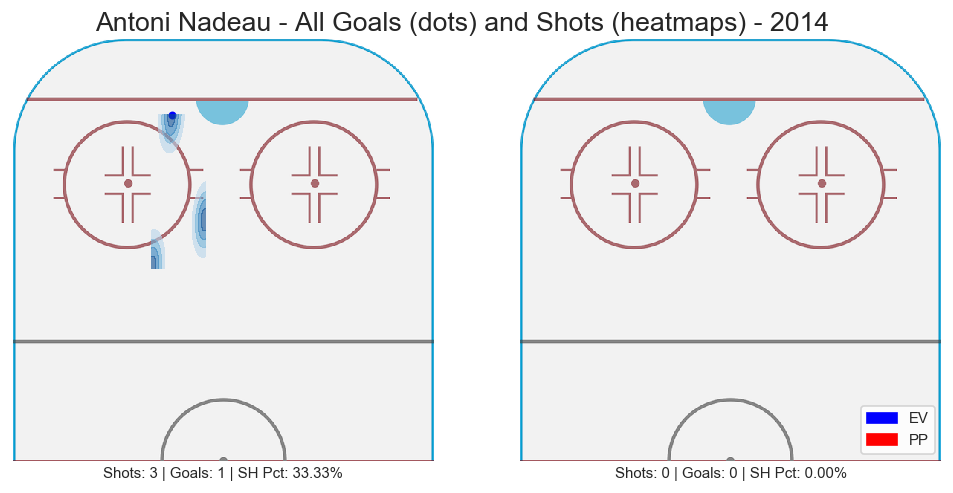 Antoni Nadeau - All Goals (dots) and Shots (heatmaps) - 2014
EV
PP
Shots: 3 | Goals: 1 | SH Pct: 33.33%
Shots: 0 | Goals: 0 | SH Pct: 0.00%